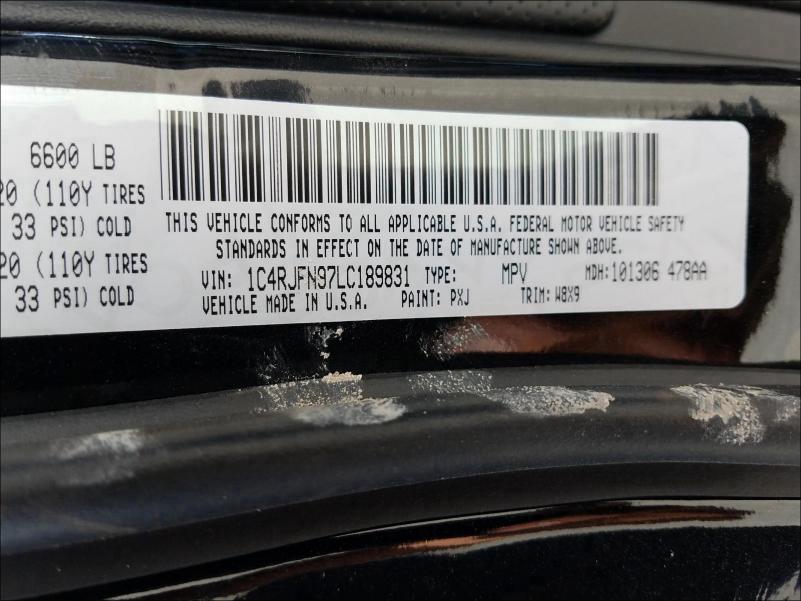 6600 LB
20 (110Y TIRES
33 PSI) COLD
20 (110Y TIRES
33 PSI) COLD
THIS VEHICLE CONFORMS TO ALL APPLICABLE U.S.A. FEDERAL MOTOR VEHICLE SAFETY
STANDARDS IN EFFECT ON THE DATE OF MANUFACTURE SHOWN ABOVE.
VIN: 1C4RJFN97LC189831 TYPE: MPV MDH:101306 478AA
VEHICLE MADE IN U.S.A. PAINT: PXJ TRIM: W8X9